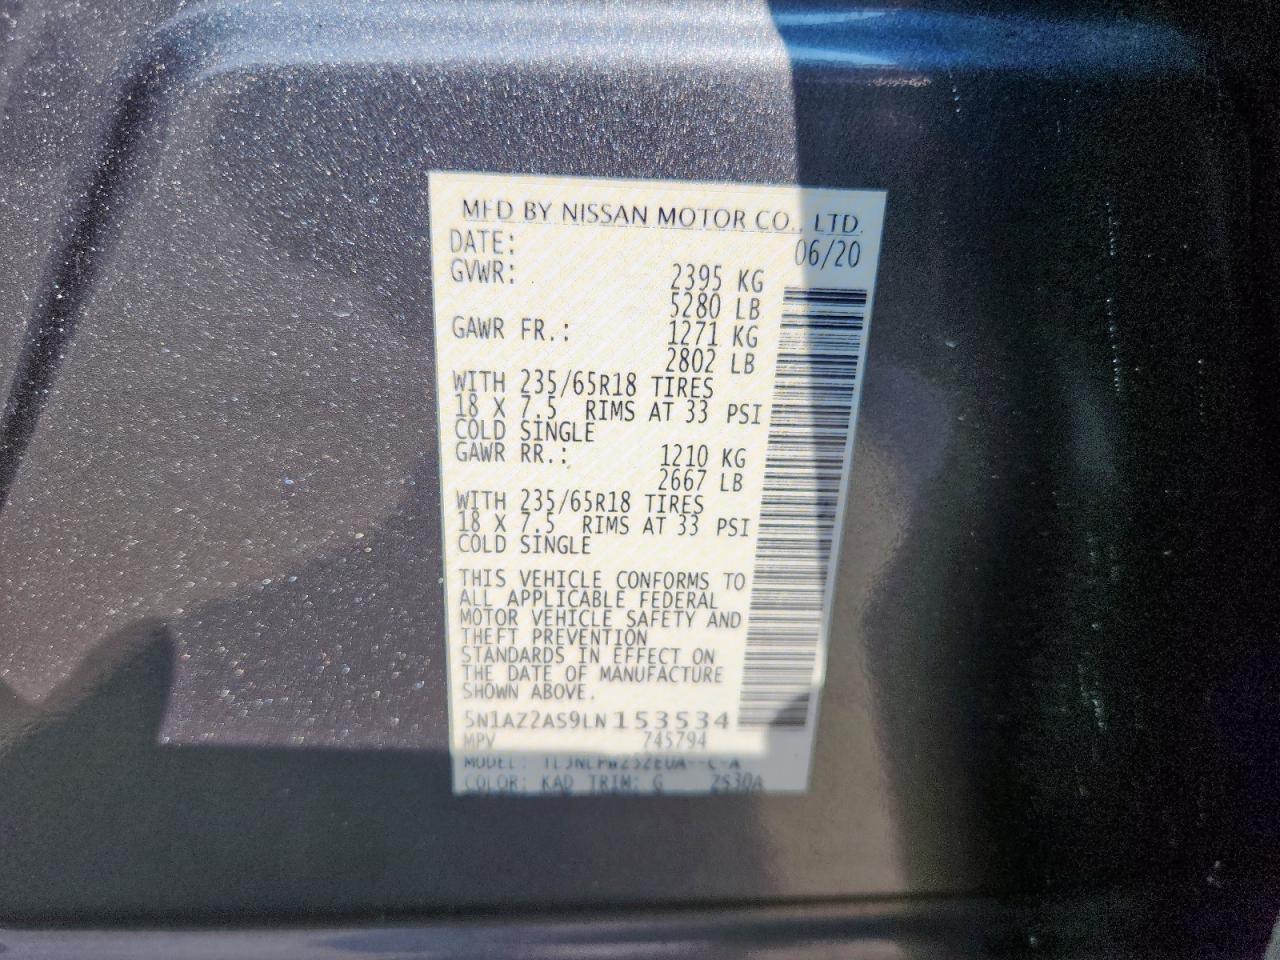 MFD BY NISSAN MOTOR CO., LTD.
DATE: 06/20
GVWR: 2395 KG
5280 LB
GAWR FR.: 1271 KG
2802 LB
WITH 235/65R18 TIRES
18 X 7.5 RIMS AT 33 PSI
COLD SINGLE
GAWR RR.: 1210 KG
2667 LB
WITH 235/65R18 TIRES
18 X 7.5 RIMS AT 33 PSI
COLD SINGLE
THIS VEHICLE CONFORMS TO
ALL APPLICABLE FEDERAL
MOTOR VEHICLE SAFETY AND
THEFT PREVENTION
STANDARDS IN EFFECT ON
THE DATE OF MANUFACTURE
SHOWN ABOVE.
5N1AZ2AS9LN153534
MPV 745794
MODEL:
COLOR: KAD TRIM: G